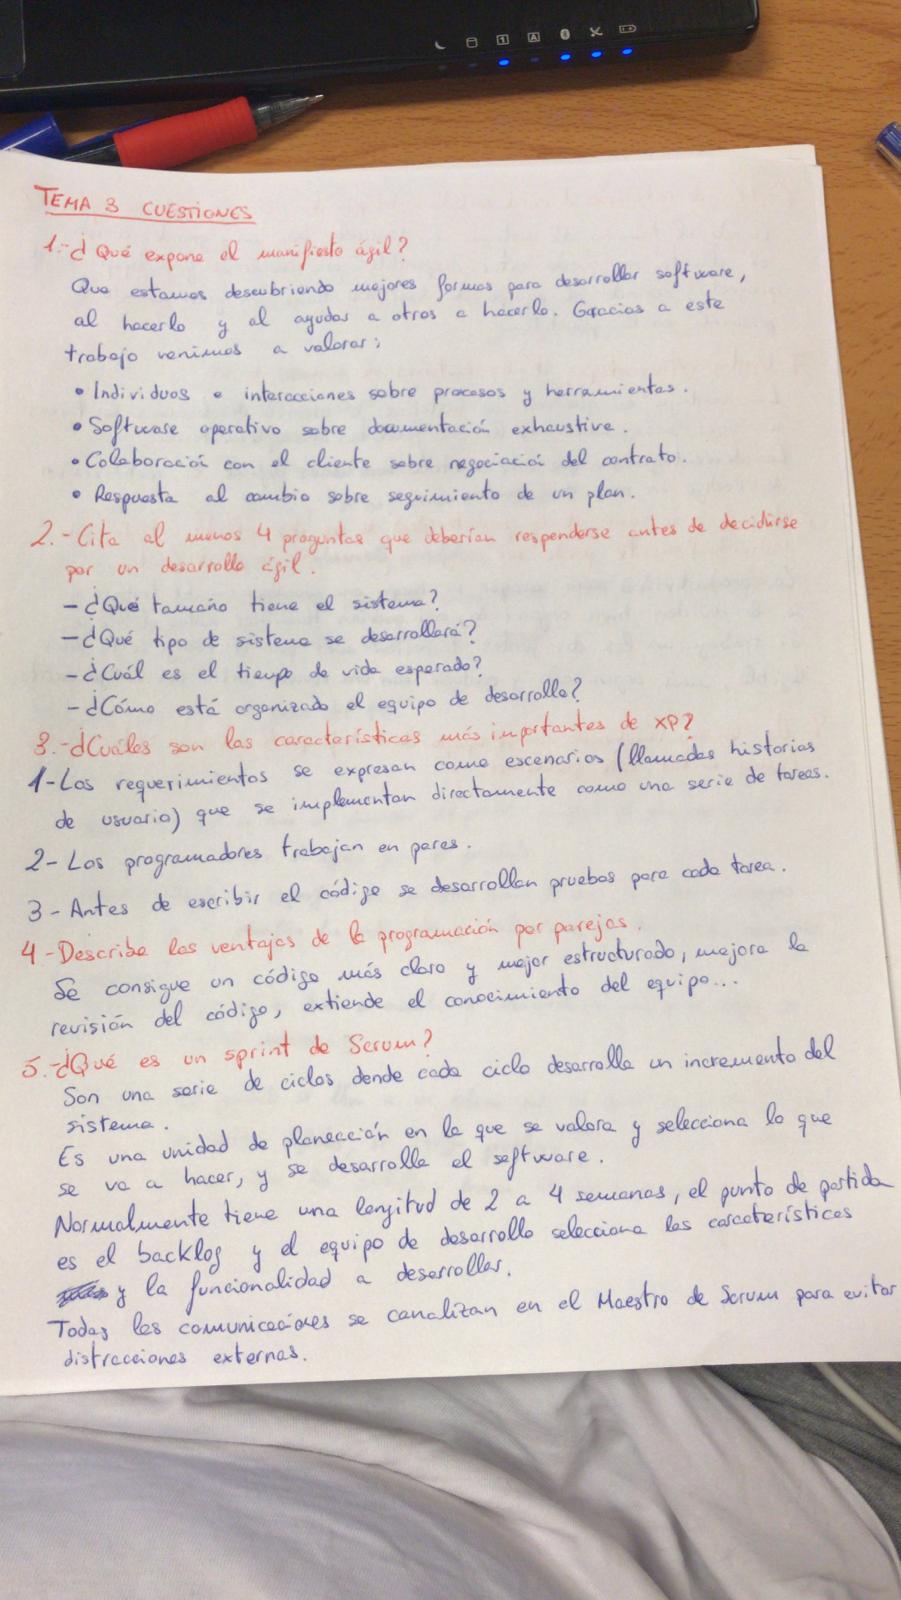 TEMA 3 CUESTIONES
1.-¿Qué expone el manifiesto ágil?
Que estamos descubriendo mejores formas para desarrollar software,
al hacerlo y al ayudar a otros a hacerlo. Gracias a este
trabajo venimos a valorar:
• Individuos e interacciones sobre procesos y herramientas.
• Software operativo sobre documentación exhaustiva.
• Colaboración con el cliente sobre negociación del contrato.
• Respuesta al cambio sobre seguimiento de un plan.
2.-Cita al menos 4 preguntas que deberían responderse antes de decidirse
por un desarrollo ágil.
-¿Qué tamaño tiene el sistema?
-¿Qué tipo de sistema se desarrollará?
-¿Cuál es el tiempo de vida esperado?
-¿Cómo está organizado el equipo de desarrollo?
3.-¿Cuáles son las características más importantes de XP?
1-Los requerimientos se expresan como escenarios (llamadas historias
de usuario) que se implementan directamente como una serie de tareas.
2-Los programadores trabajan en pares.
3-Antes de escribir el código se desarrollan pruebas para cada tarea.
4-Describe las ventajas de la programación por parejas.
Se consigue un código más claro y mejor estructurado, mejora la
revisión del código, extiende el conocimiento del equipo...
5.-¿Qué es un sprint de Scrum?
Son una serie de ciclos donde cada ciclo desarrolla un incremento del
sistema.
Es una unidad de planeación en la que se valora y selecciona lo que
se va a hacer, y se desarrolla el software.
Normalmente tiene una longitud de 2 a 4 semanas, el punto de partida
es el backlog y el equipo de desarrollo selecciona las características
y la funcionalidad a desarrollar.
Todas las comunicaciones se canalizan en el Maestro de Scrum para evitar
distracciones externas.